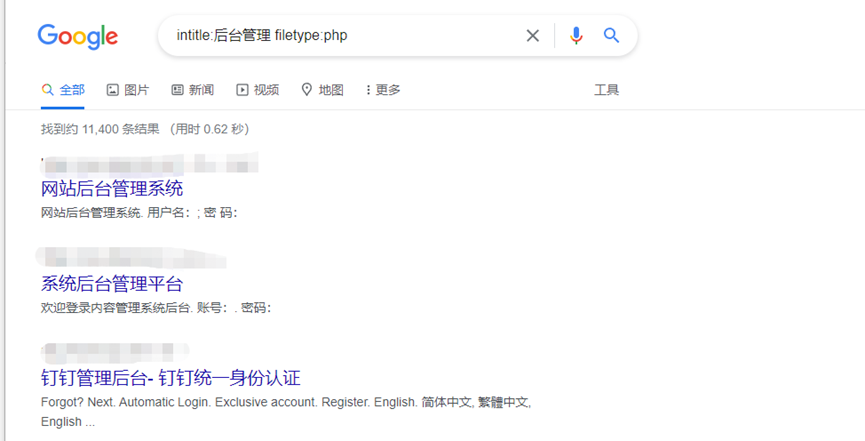 Google
intitle:后台管理 filetype:php
全部 图片 新闻 视频 地图 更多 工具
找到约 11,400 条结果 （用时 0.62 秒）
网站后台管理系统
网站后台管理系统. 用户名：; 密 码：
系统后台管理平台
欢迎登录内容管理系统后台. 账号：. 密码：
钉钉管理后台- 钉钉统一身份认证
Forgot? Next. Automatic Login. Exclusive account. Register. English. 简体中文, 繁體中文,
English ...